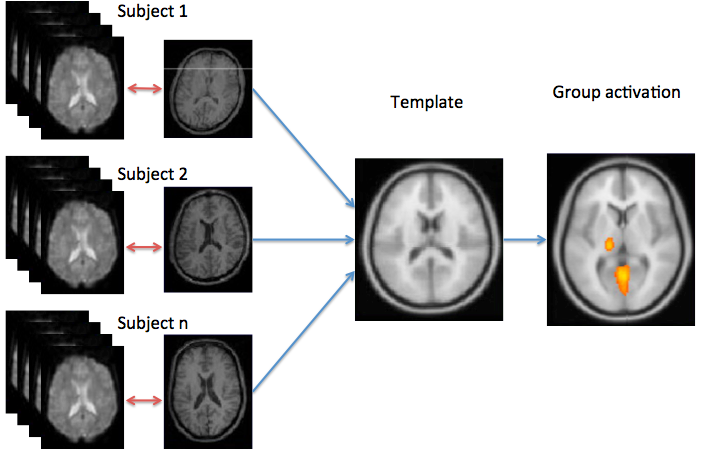 Subject 1
Template
Group activation
Subject 2
Subject n